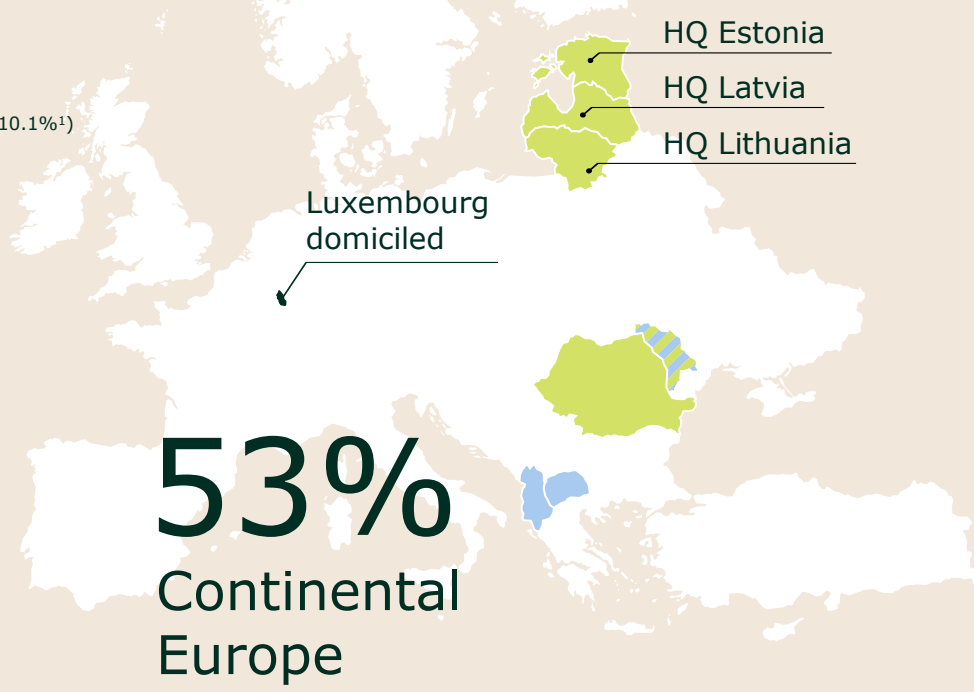 HQ Estonia
HQ Latvia
10.1%¹)
HQ Lithuania
Luxembourg
domiciled
53%
Continental
Europe